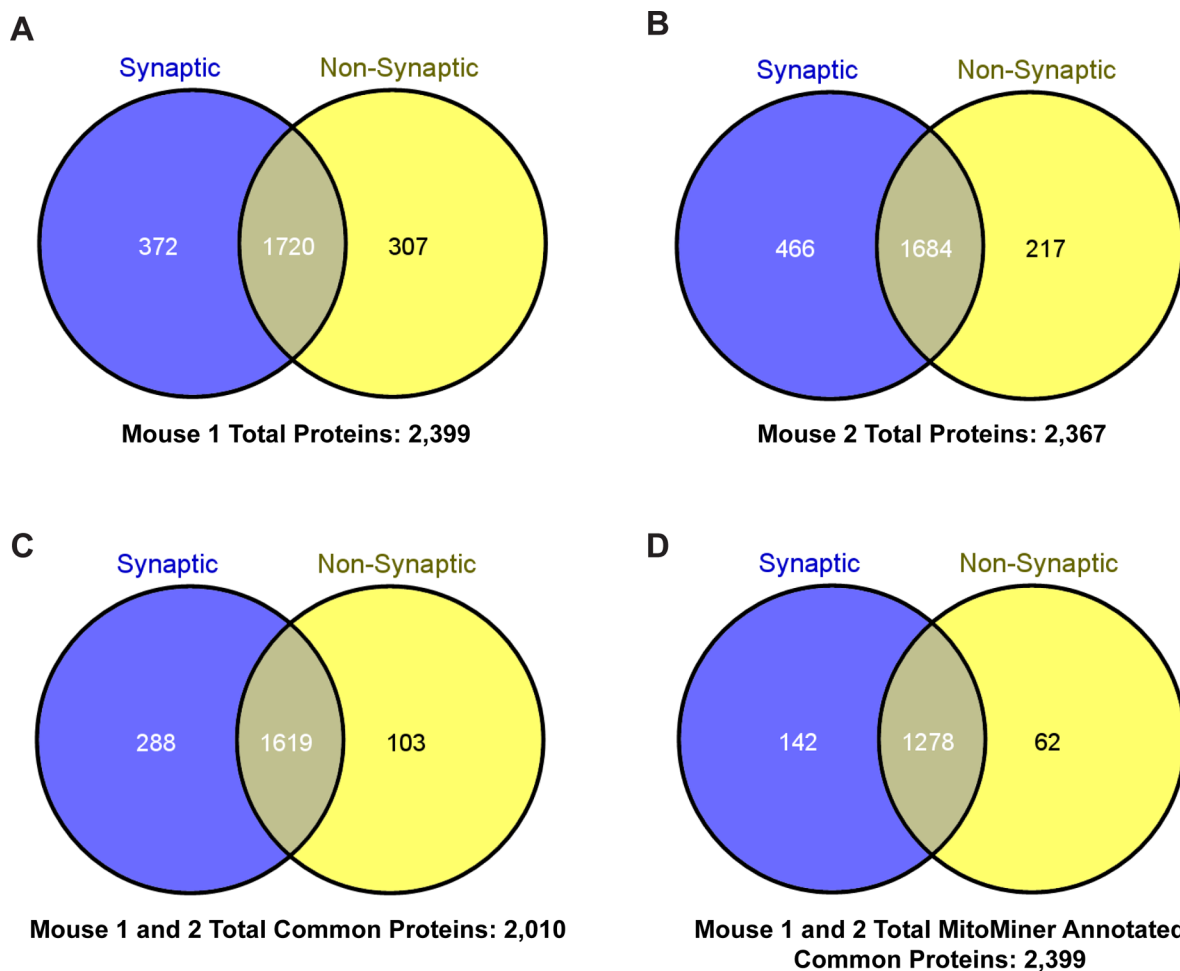 A
B
Synaptic
Non-Synaptic
Synaptic
Non-Synaptic
372
1720
307
466
1684
217
Mouse 1 Total Proteins: 2,399
Mouse 2 Total Proteins: 2,367
C
D
Synaptic
Non-Synaptic
Synaptic
Non-Synaptic
288
1619
103
142
1278
62
Mouse 1 and 2 Total Common Proteins: 2,010
Mouse 1 and 2 Total MitoMiner Annotated
Common Proteins: 2,399